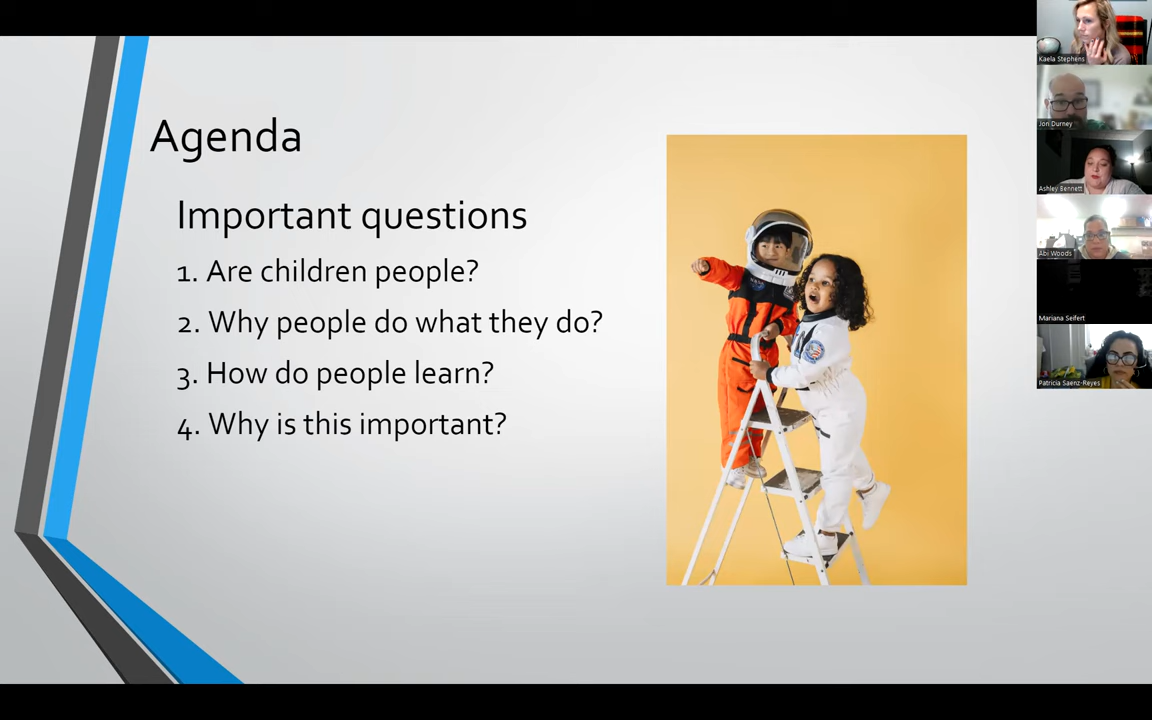 Agenda
Important questions
1. Are children people?
2. Why people do what they do?
3. How do people learn?
4. Why is this important?
Kaela Stephens
Jon Durney
Ashley Bennett
Abi Woods
Mariana Seifert
Patricia Saenz-Reyes